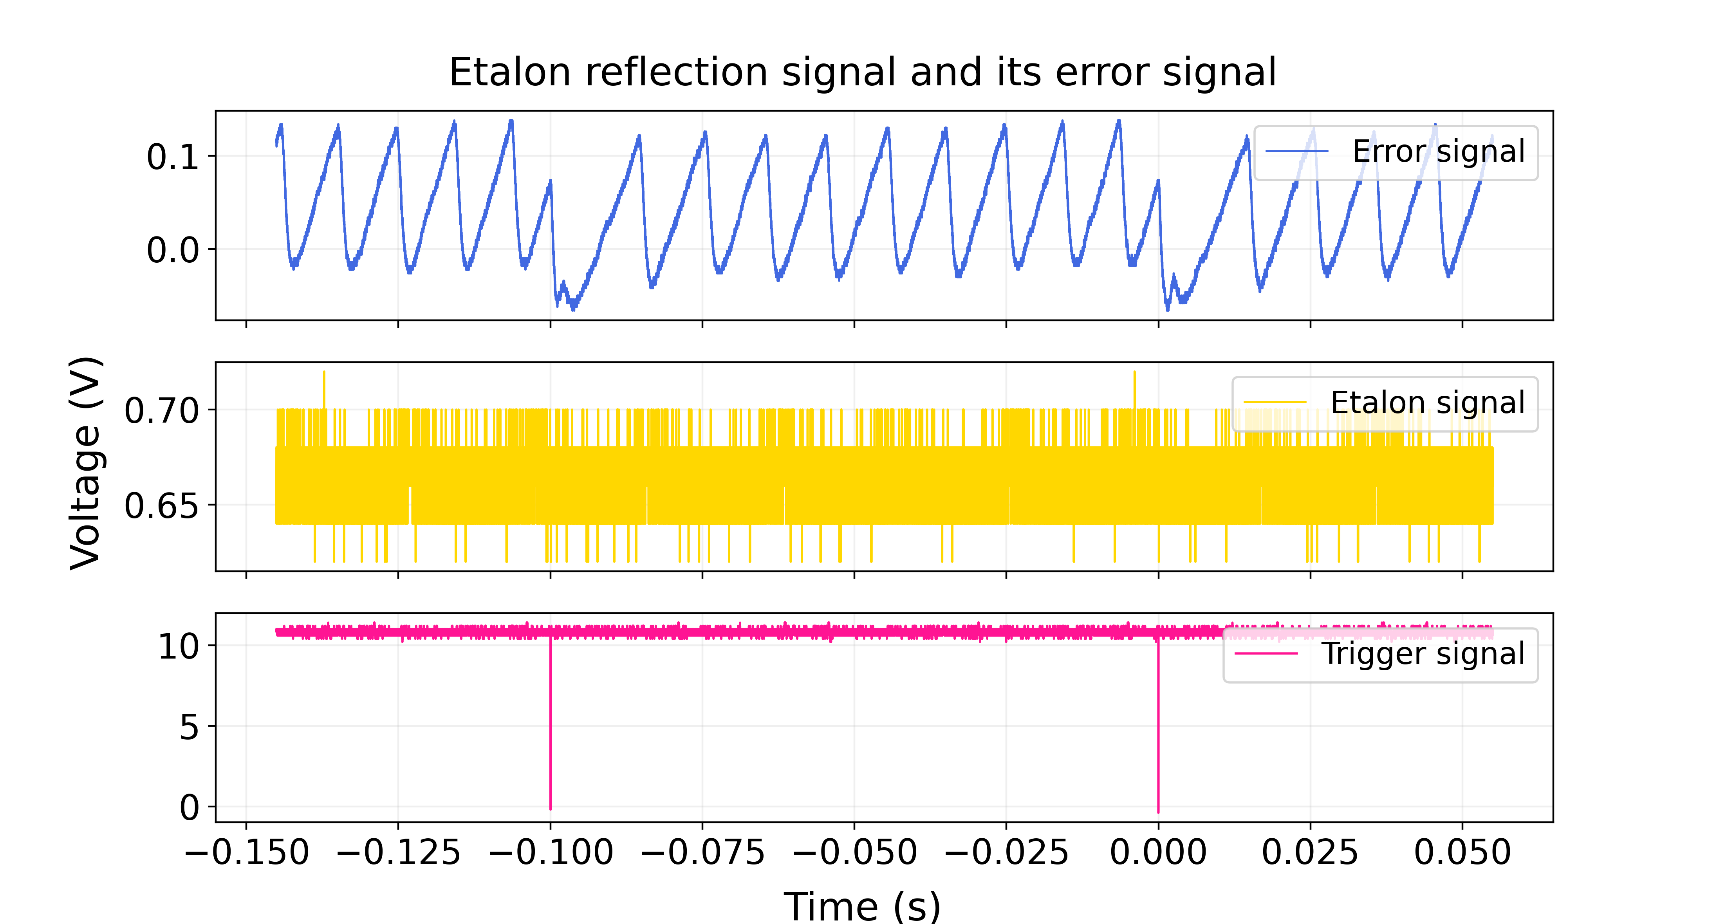 Etalon reflection signal and its error signal
0.1
0.0
Error signal
Voltage (V)
0.70
0.65
Etalon signal
10
5
0
Trigger signal
−0.150 −0.125 −0.100 −0.075 −0.050 −0.025 0.000 0.025 0.050
Time (s)